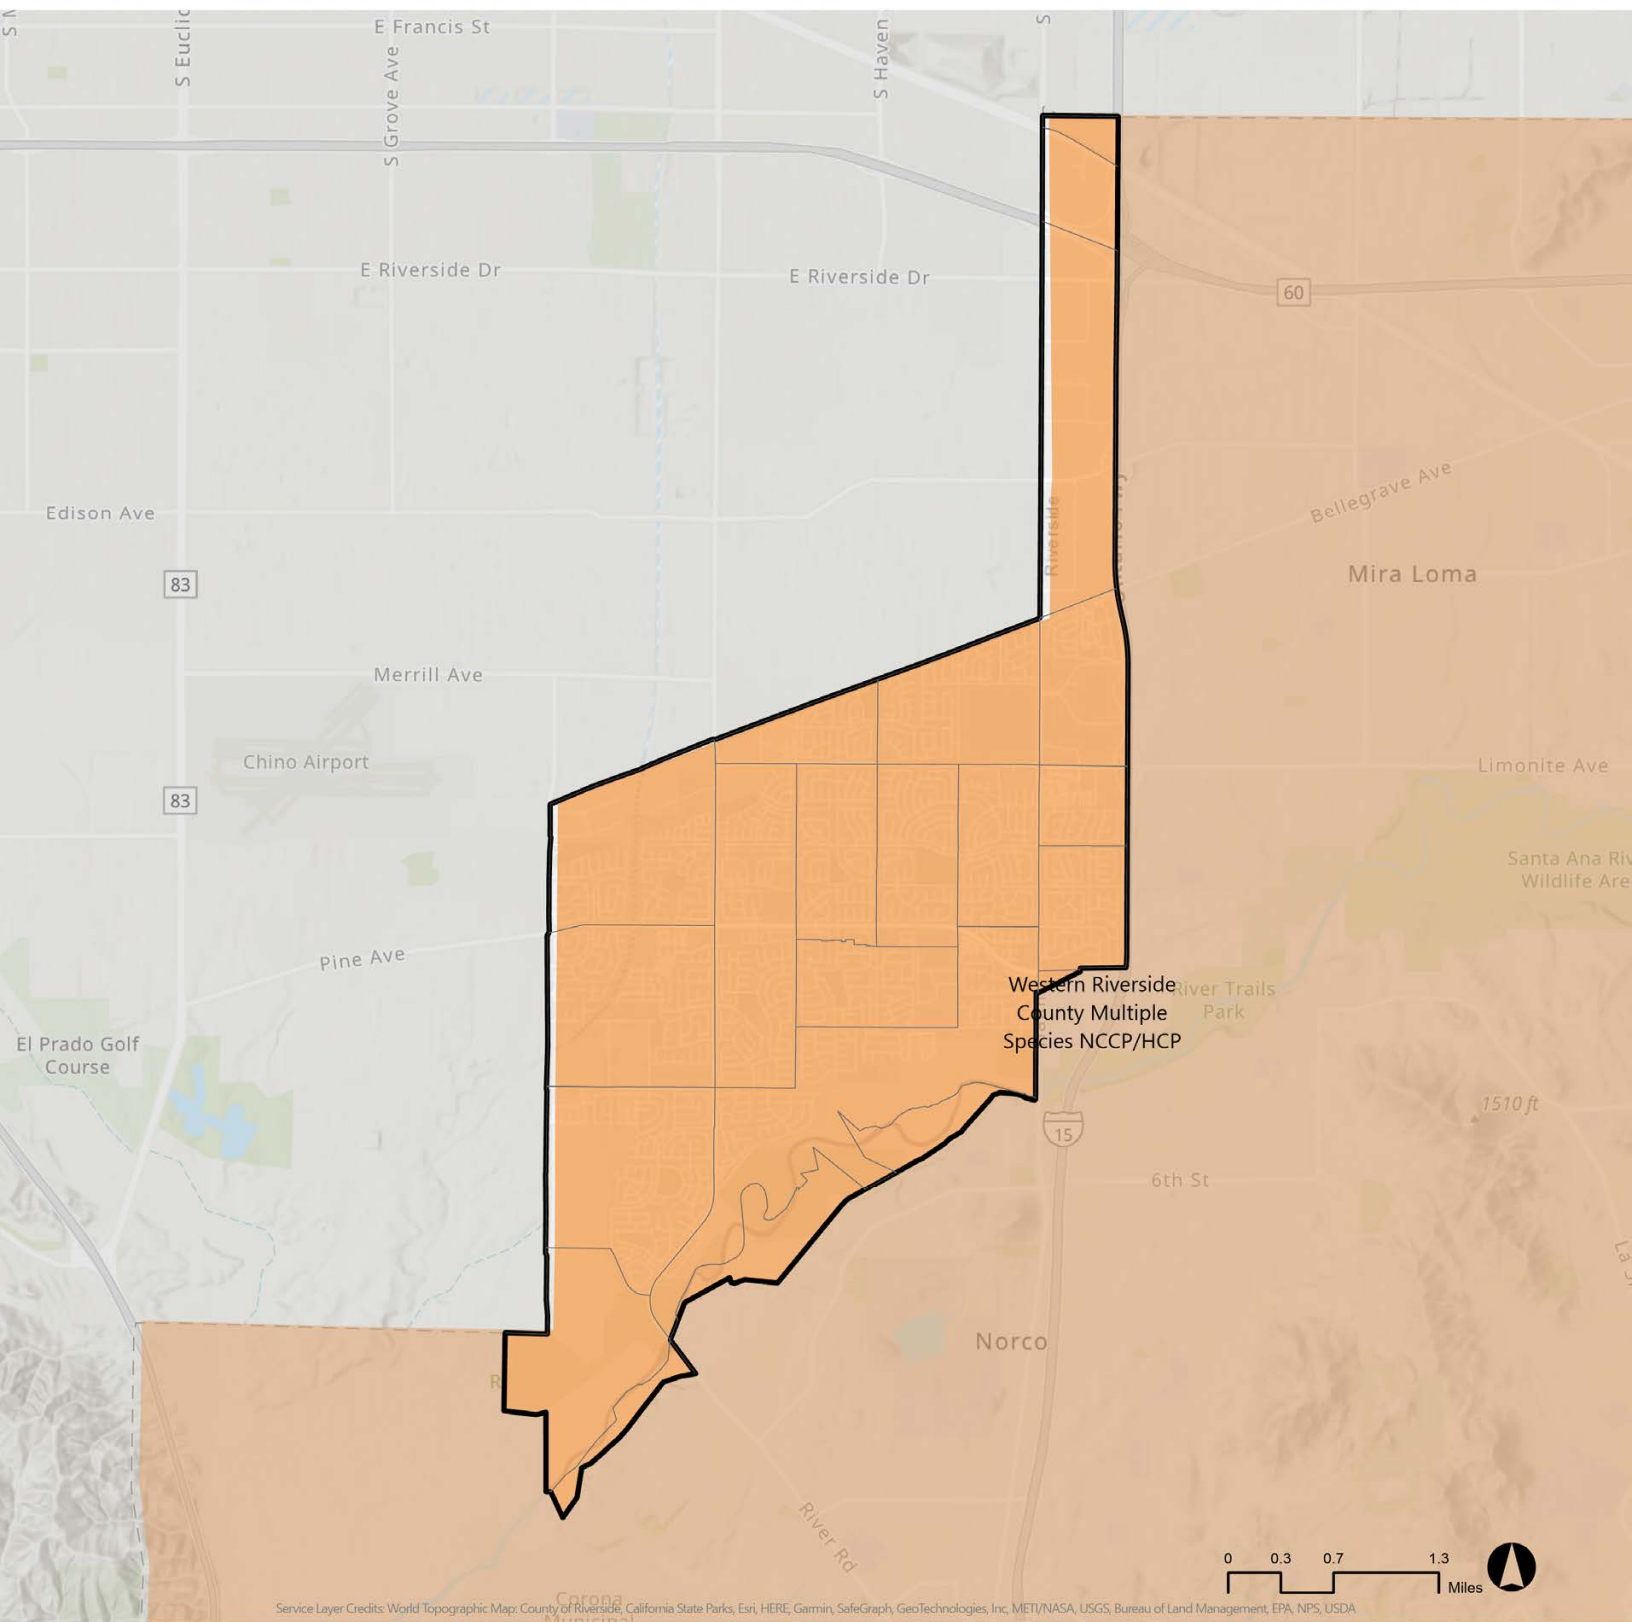 E Francis St
S Euclic
S Grove Ave
S Haven
S
E Riverside Dr
E Riverside Dr
60
Edison Ave
Riverside
Bellegrave Ave
Mira Loma
83
Merrill Ave
Chino Airport
83
Limonite Ave
Santa Ana Riv
Wildlife Are
Pine Ave
Western Riverside
County Multiple
Species NCCP/HCP
River Trails
Park
El Prado Golf
Course
1510 ft
15
6th St
Norco
R
River Rd
0 0.3 0.7 1.3
Miles
Corona
Municipal
Service Layer Credits: World Topographic Map: County of Riverside, California State Parks, Esri, HERE, Garmin, SafeGraph, GeoTechnologies, Inc, METI/NASA, USGS, Bureau of Land Management, EPA, NPS, USDA